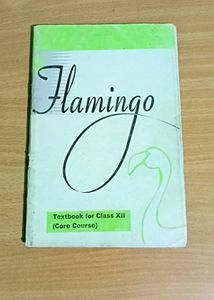 Flamingo
Textbook for Class XII
(Core Course)